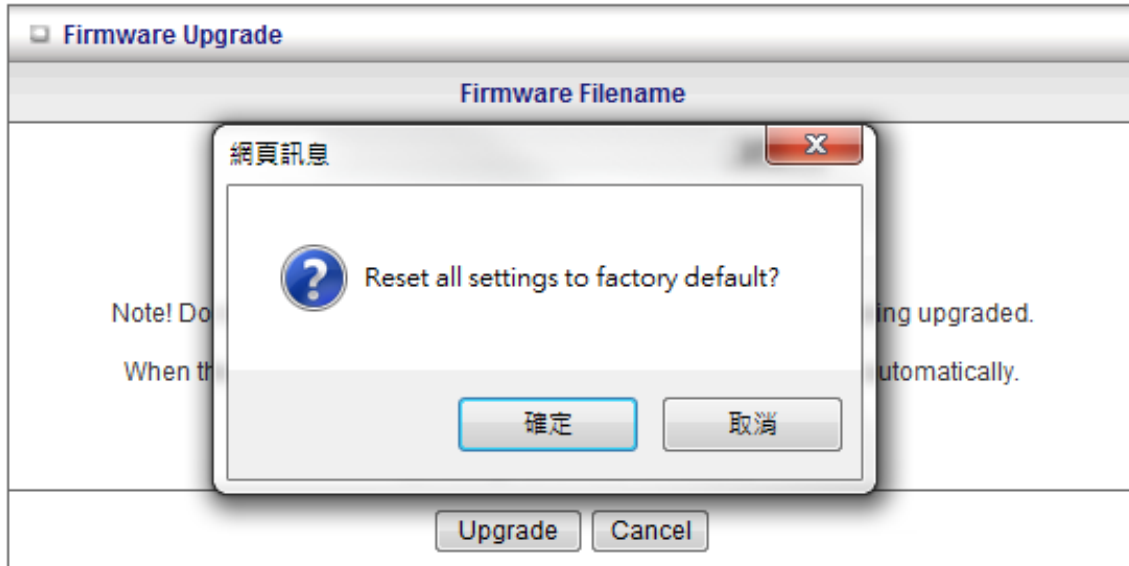 Firmware Upgrade
Firmware Filename
網頁訊息
Reset all settings to factory default?
Note! Do
ing upgraded.
When th
utomatically.
確定
取消
Upgrade
Cancel